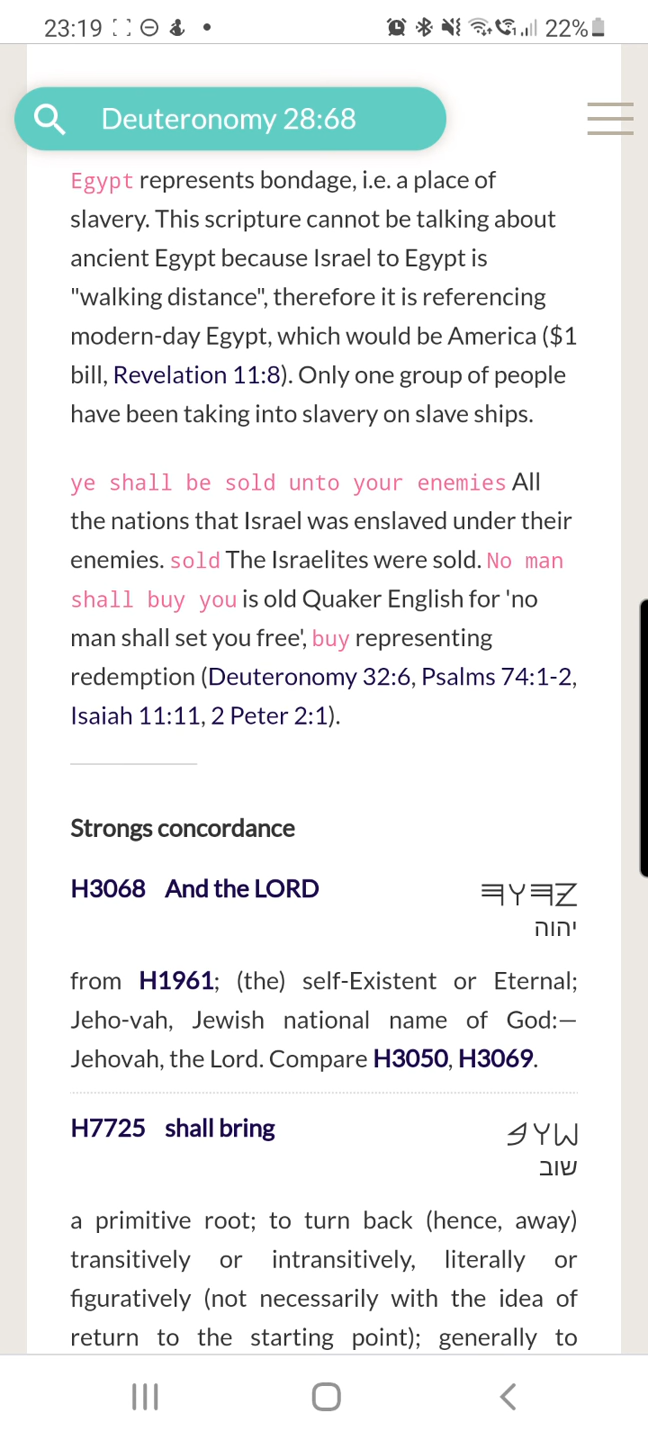 23:19
22%
Deuteronomy 28:68
Egypt represents bondage, i.e. a place of
slavery. This scripture cannot be talking about
ancient Egypt because Israel to Egypt is
"walking distance", therefore it is referencing
modern-day Egypt, which would be America ($1
bill, Revelation 11:8). Only one group of people
have been taking into slavery on slave ships.
ye shall be sold unto your enemies All
the nations that Israel was enslaved under their
enemies. sold The Israelites were sold. No man
shall buy you is old Quaker English for 'no
man shall set you free', buy representing
redemption (Deuteronomy 32:6, Psalms 74:1-2,
Isaiah 11:11, 2 Peter 2:1).
Strongs concordance
H3068 And the LORD 𐤉𐤄𐤅𐤄
יהוה
from H1961; (the) self-Existent or Eternal;
Jeho-vah, Jewish national name of God:—
Jehovah, the Lord. Compare H3050, H3069.
H7725 shall bring 𐤔𐤅𐤁
שוב
a primitive root; to turn back (hence, away)
transitively or intransitively, literally or
figuratively (not necessarily with the idea of
return to the starting point); generally to